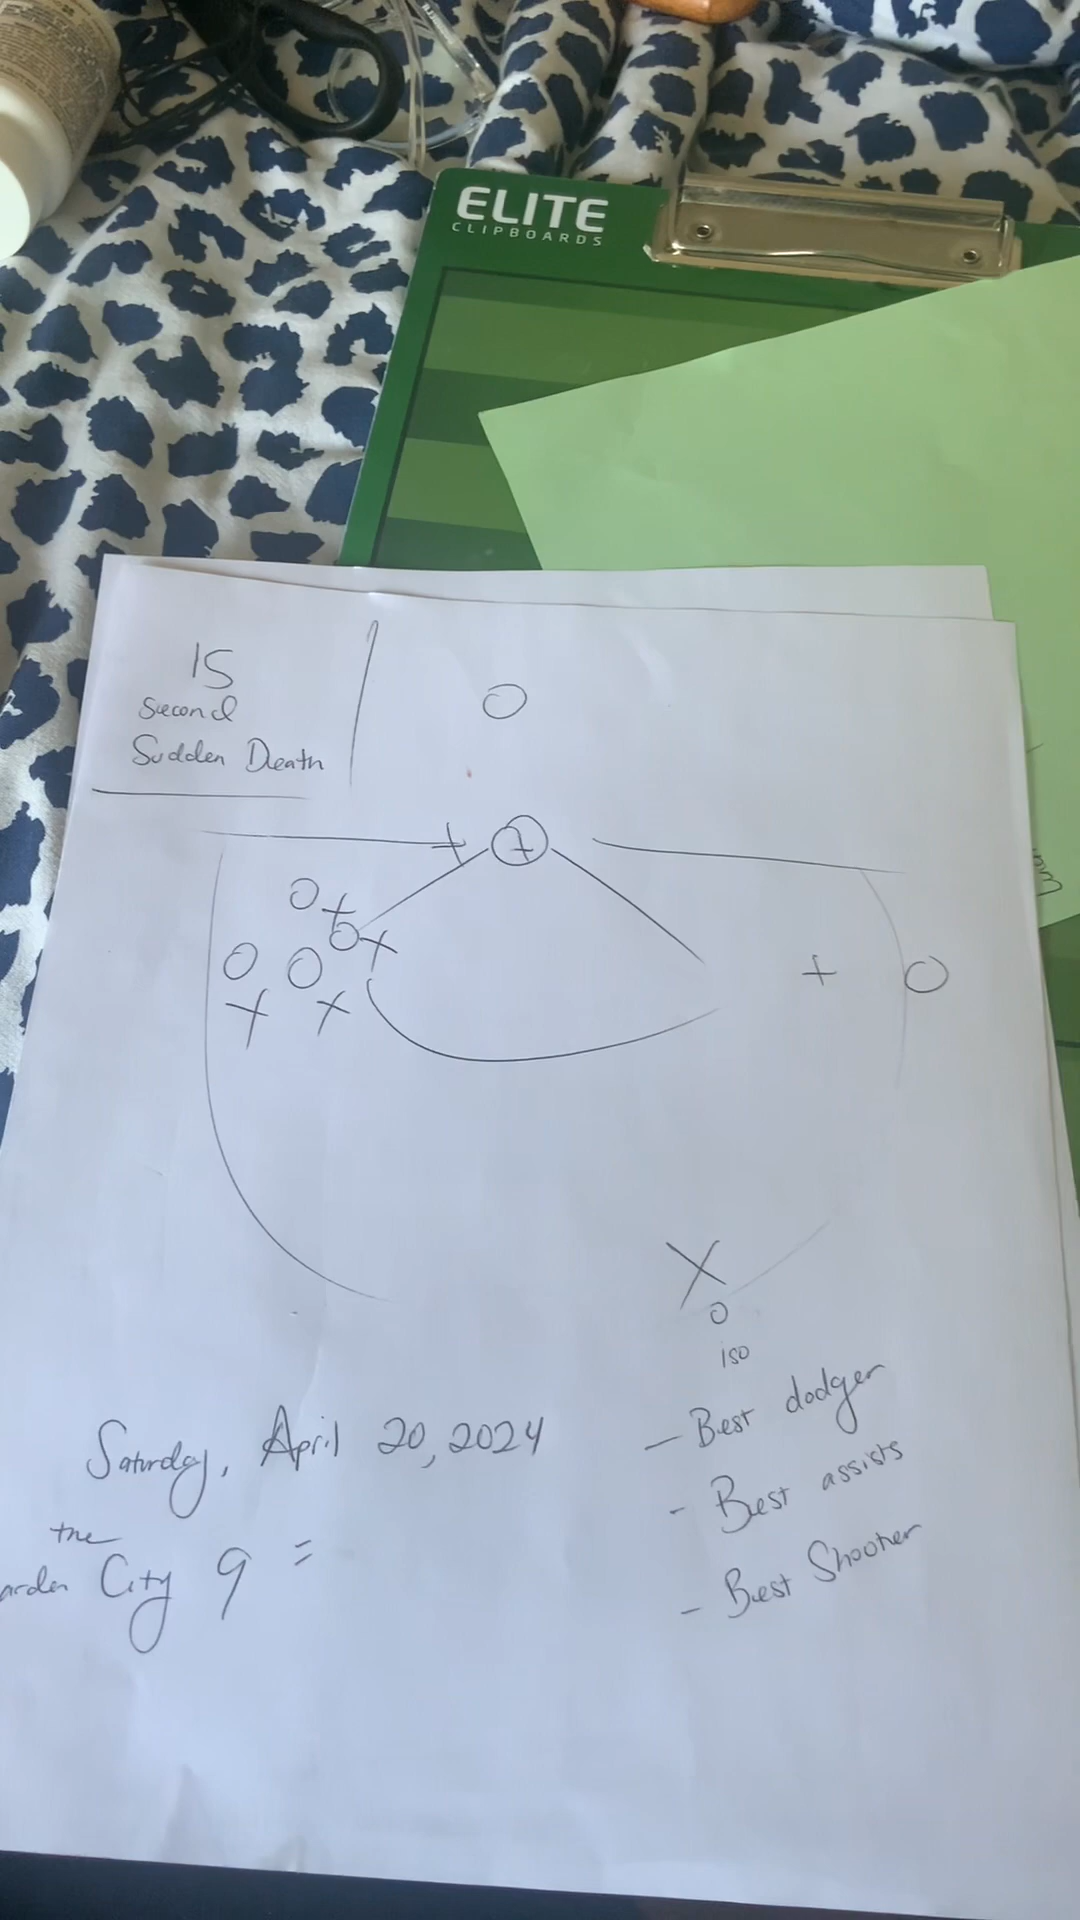 ELITE
CLIPBOARDS
15
Second
Sudden Death
iso
- Best dodger
- Best assists
- Best Shooter
Saturday, April 20, 2024
the
arden City 9 =